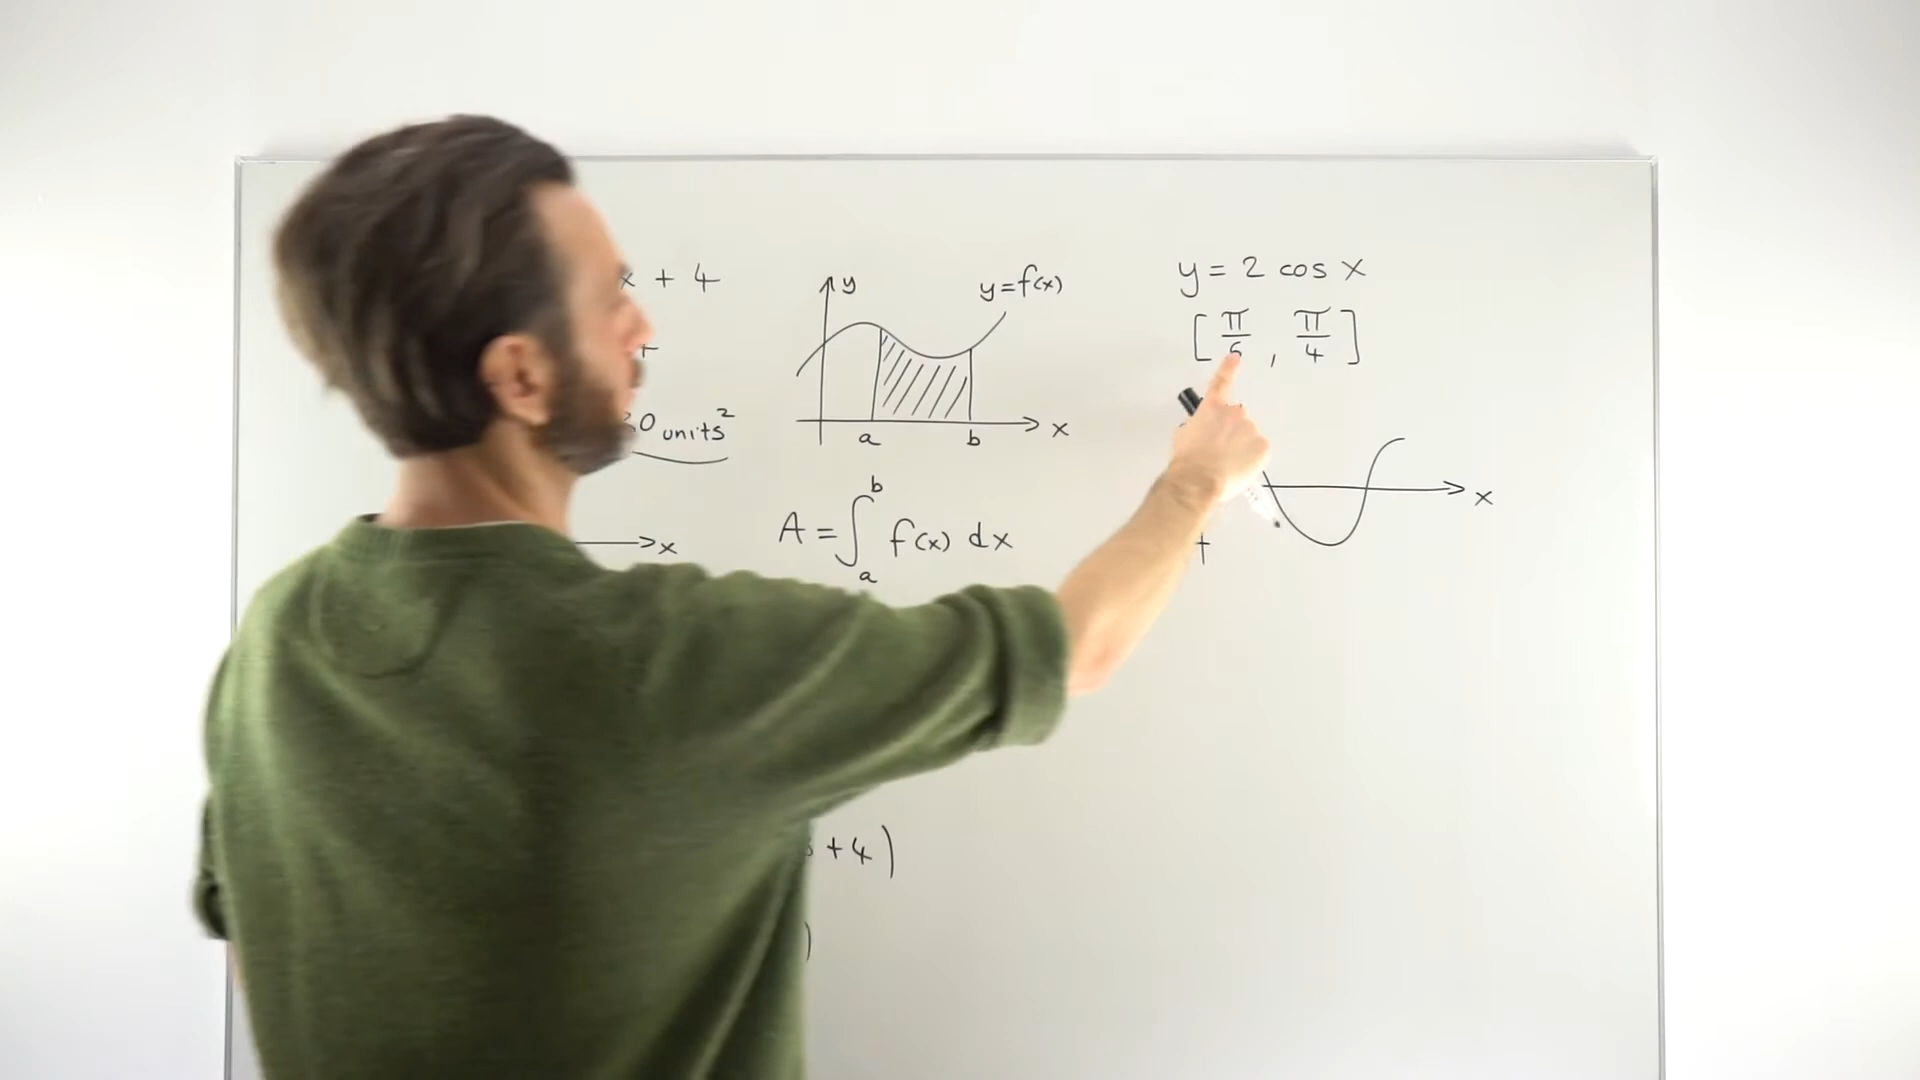 x + 4
0 units²
x
y
y=f(x)
a b x
A = ∫ₐᵇ f(x) dx
+4)
)
y = 2 cos x
[π/6, π/4]
x